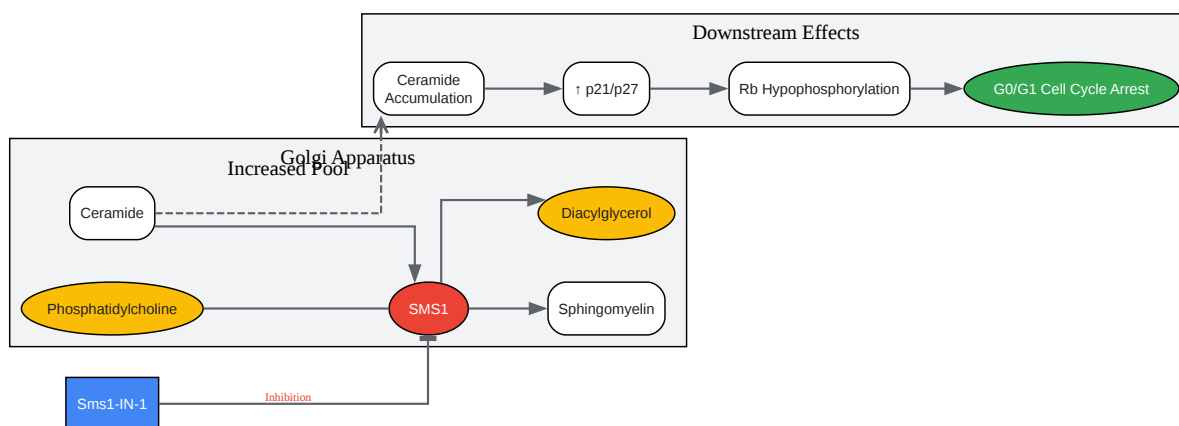 Downstream Effects
Ceramide
Accumulation
↑ p21/p27
Rb Hypophosphorylation
G0/G1 Cell Cycle Arrest
Golgi Apparatus
Increased Pool
Ceramide
Diacylglycerol
Phosphatidylcholine
SMS1
Sphingomyelin
Inhibition
Sms1-IN-1